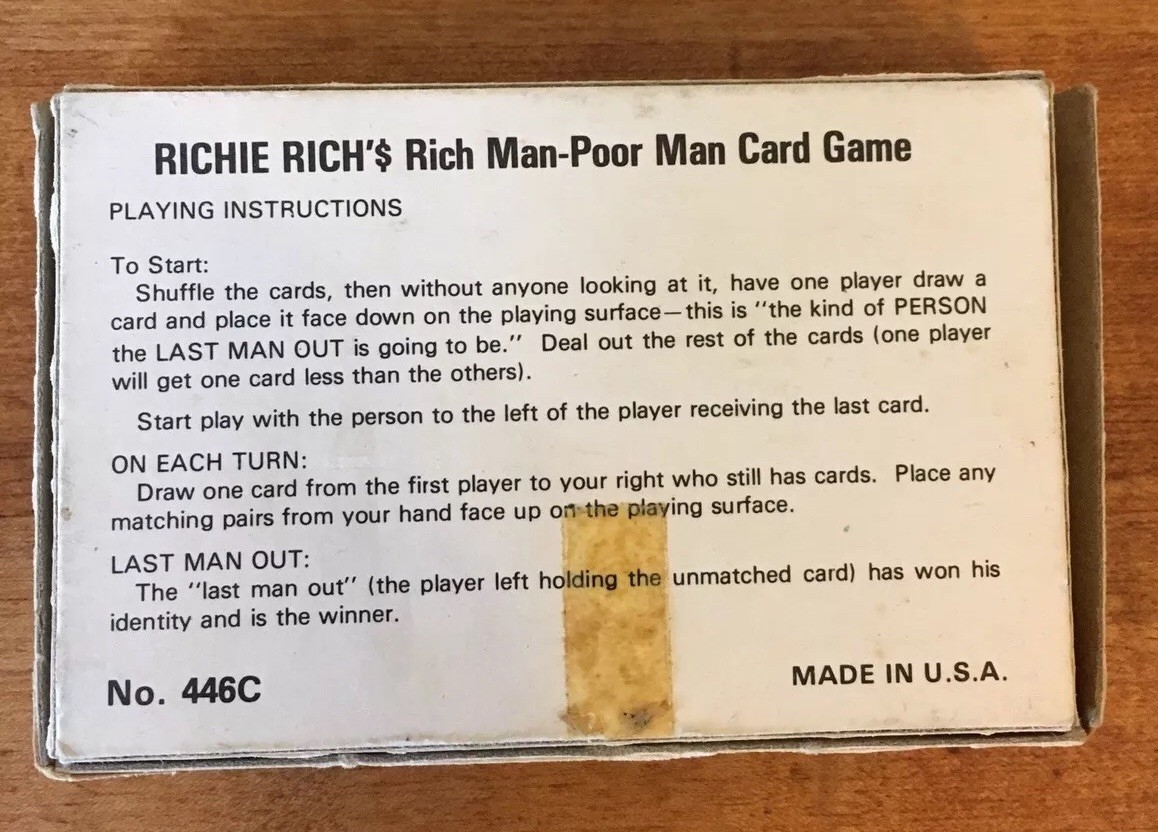 RICHIE RICH'$ Rich Man-Poor Man Card Game
PLAYING INSTRUCTIONS
To Start:
Shuffle the cards, then without anyone looking at it, have one player draw a
card and place it face down on the playing surface—this is ''the kind of PERSON
the LAST MAN OUT is going to be.'' Deal out the rest of the cards (one player
will get one card less than the others).
Start play with the person to the left of the player receiving the last card.
ON EACH TURN:
Draw one card from the first player to your right who still has cards. Place any
matching pairs from your hand face up on the playing surface.
LAST MAN OUT:
The ''last man out'' (the player left holding the unmatched card) has won his
identity and is the winner.
No. 446C
MADE IN U.S.A.